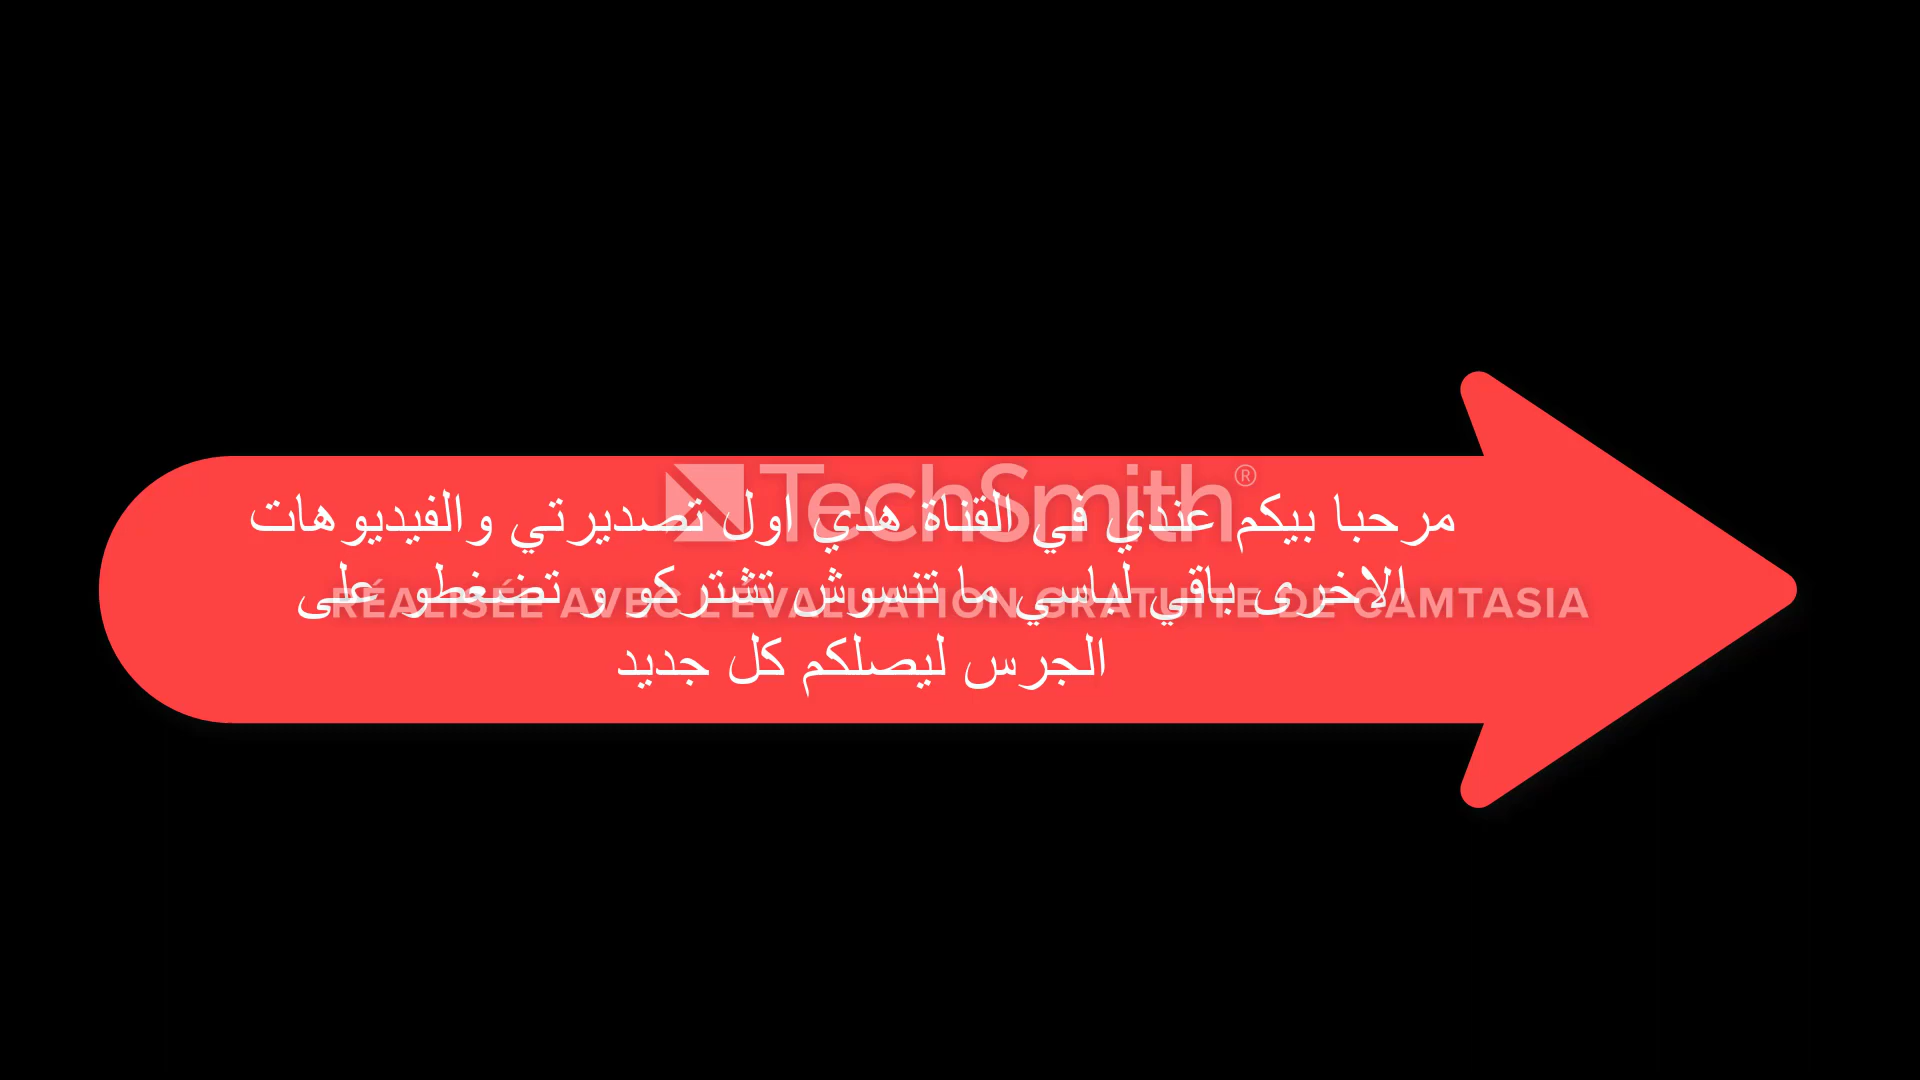 TechSmith®
مرحبا بيكم عندي في القناة هدي اول تصديرتي والفيديوهات
الاخرى باقي لباسي ما تنسوش تشتركو و تضغطو على
RÉALISÉE AVEC L'ÉVALUATION GRATUITE DE CAMTASIA
الجرس ليصلكم كل جديد